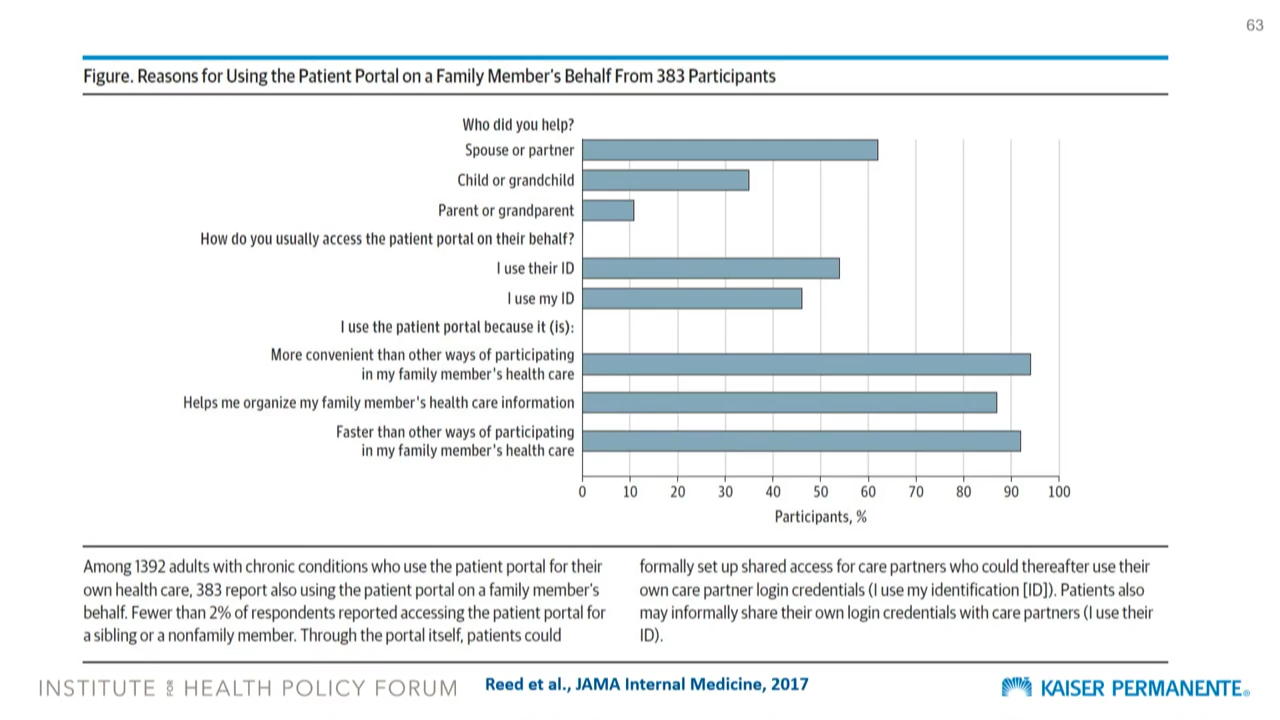 63
Figure. Reasons for Using the Patient Portal on a Family Member's Behalf From 383 Participants
Who did you help?
Spouse or partner
Child or grandchild
Parent or grandparent
How do you usually access the patient portal on their behalf?
I use their ID
I use my ID
I use the patient portal because it (is):
More convenient than other ways of participating
in my family member's health care
Helps me organize my family member's health care information
Faster than other ways of participating
in my family member's health care
0 10 20 30 40 50 60 70 80 90 100
Participants, %
Among 1392 adults with chronic conditions who use the patient portal for their
own health care, 383 report also using the patient portal on a family member's
behalf. Fewer than 2% of respondents reported accessing the patient portal for
a sibling or a nonfamily member. Through the portal itself, patients could
formally set up shared access for care partners who could thereafter use their
own care partner login credentials (I use my identification [ID]). Patients also
may informally share their own login credentials with care partners (I use their
ID).
INSTITUTE FOR HEALTH POLICY FORUM
Reed et al., JAMA Internal Medicine, 2017
KAISER PERMANENTE®